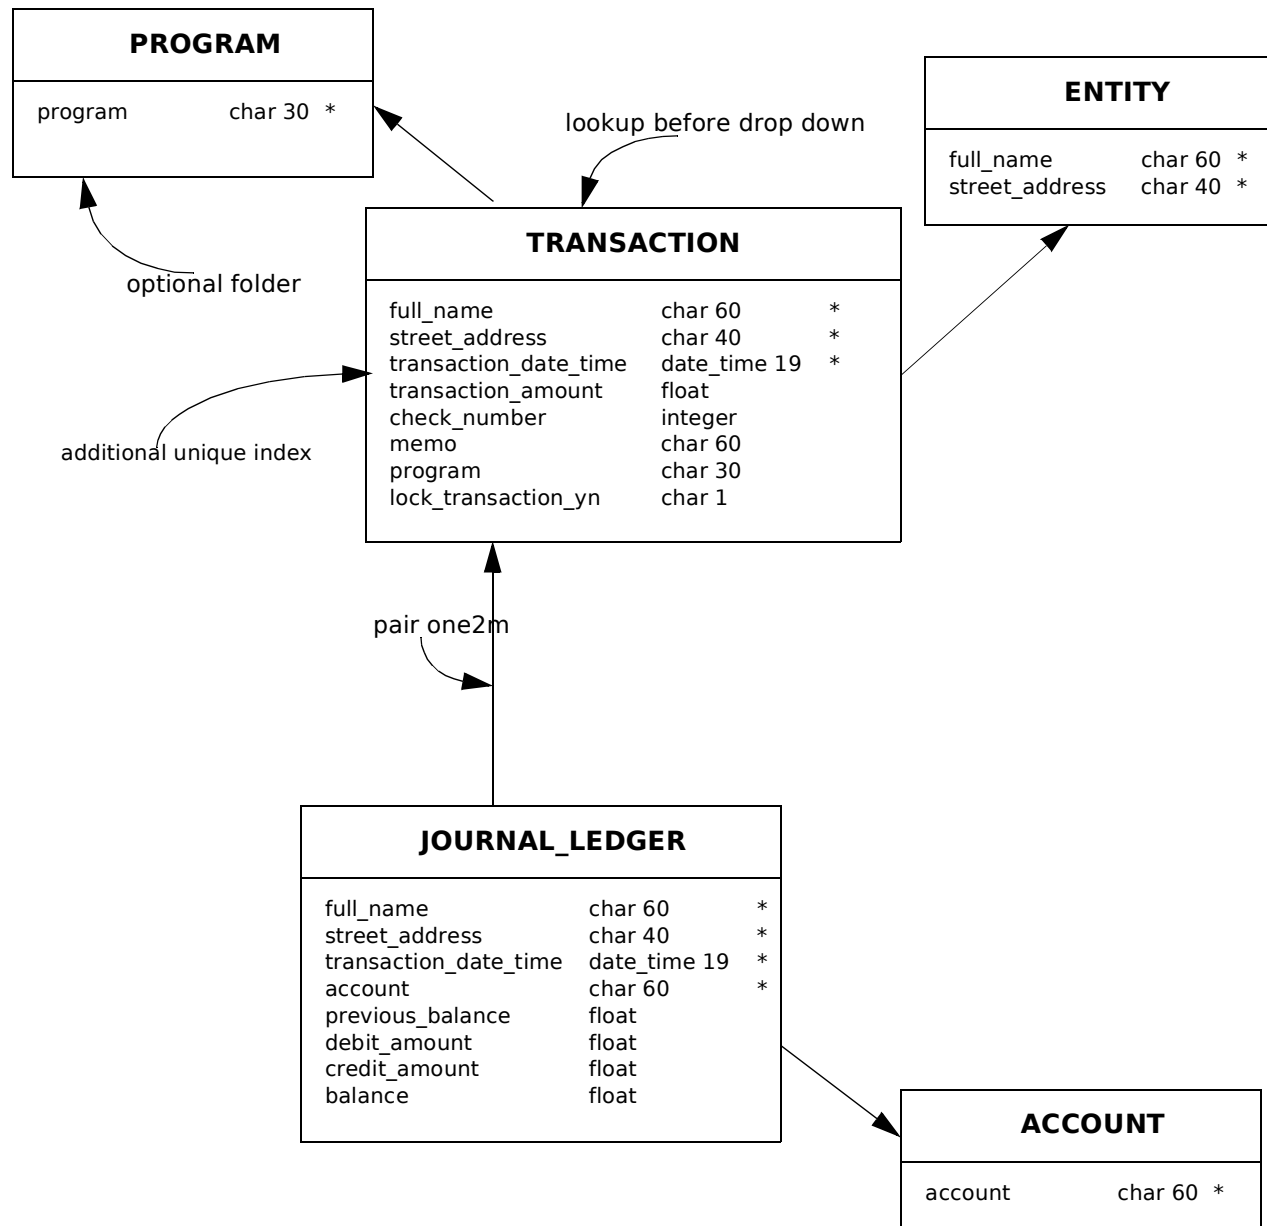 PROGRAM
program char 30 *
ENTITY
full_name char 60 *
street_address char 40 *
lookup before drop down
optional folder
TRANSACTION
full_name char 60 *
street_address char 40 *
transaction_date_time date_time 19 *
transaction_amount float
check_number integer
memo char 60
program char 30
lock_transaction_yn char 1
additional unique index
pair one2m
JOURNAL_LEDGER
full_name char 60 *
street_address char 40 *
transaction_date_time date_time 19 *
account char 60 *
previous_balance float
debit_amount float
credit_amount float
balance float
ACCOUNT
account char 60 *